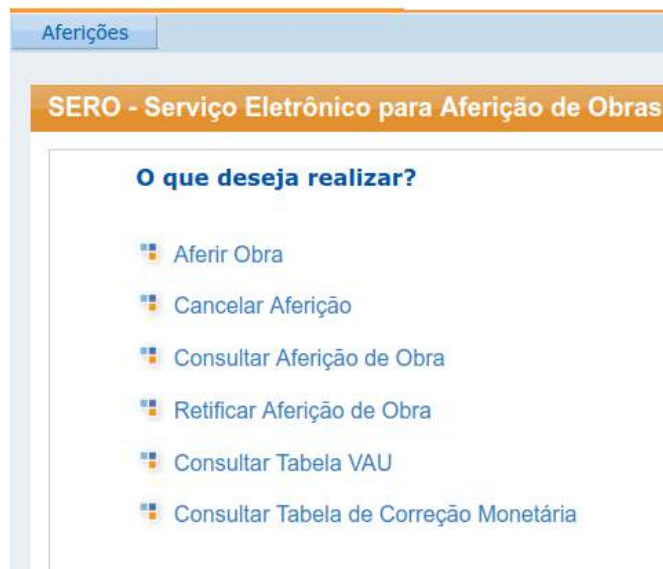 Aferições
SERO - Serviço Eletrônico para Aferição de Obras
O que deseja realizar?
Aferir Obra
Cancelar Aferição
Consultar Aferição de Obra
Retificar Aferição de Obra
Consultar Tabela VAU
Consultar Tabela de Correção Monetária